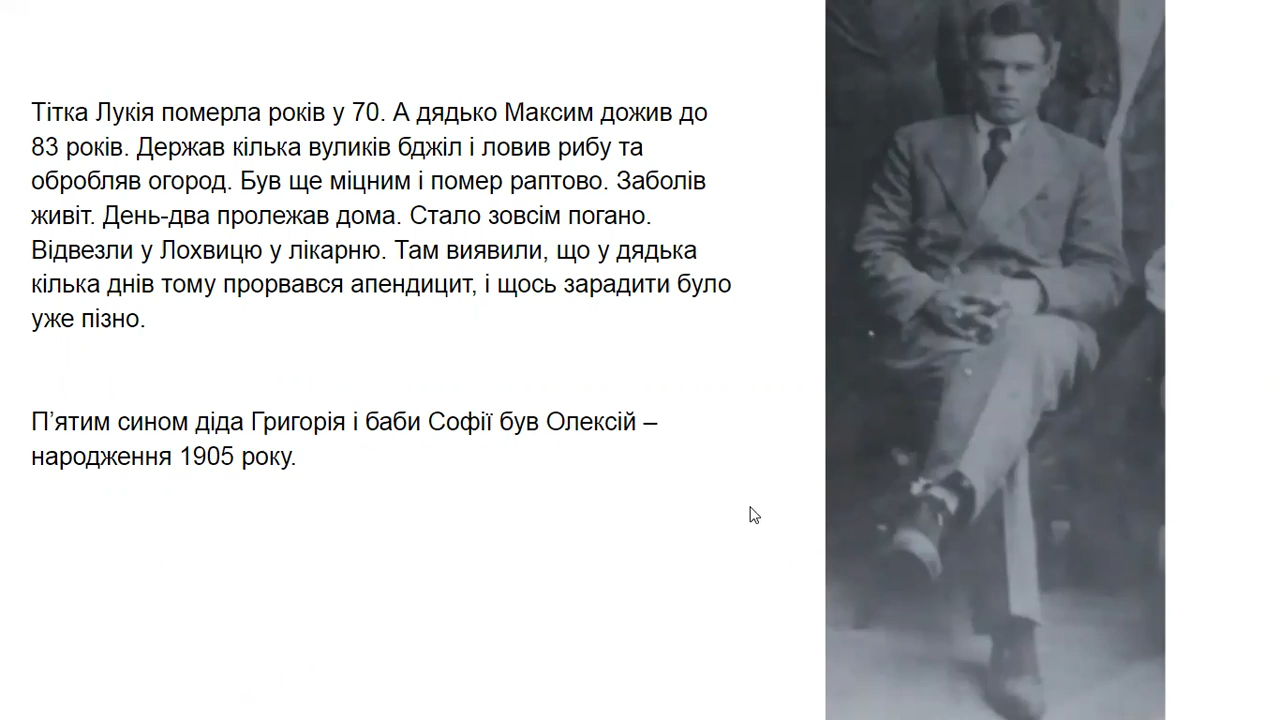 Тітка Лукія померла років у 70. А дядько Максим дожив до
83 років. Держав кілька вуликів бджіл і ловив рибу та
обробляв огород. Був ще міцним і помер раптово. Заболів
живіт. День-два пролежав дома. Стало зовсім погано.
Відвезли у Лохвицю у лікарню. Там виявили, що у дядька
кілька днів тому прорвався апендицит, і щось зарадити було
уже пізно.
П’ятим сином діда Григорія і баби Софії був Олексій –
народження 1905 року.